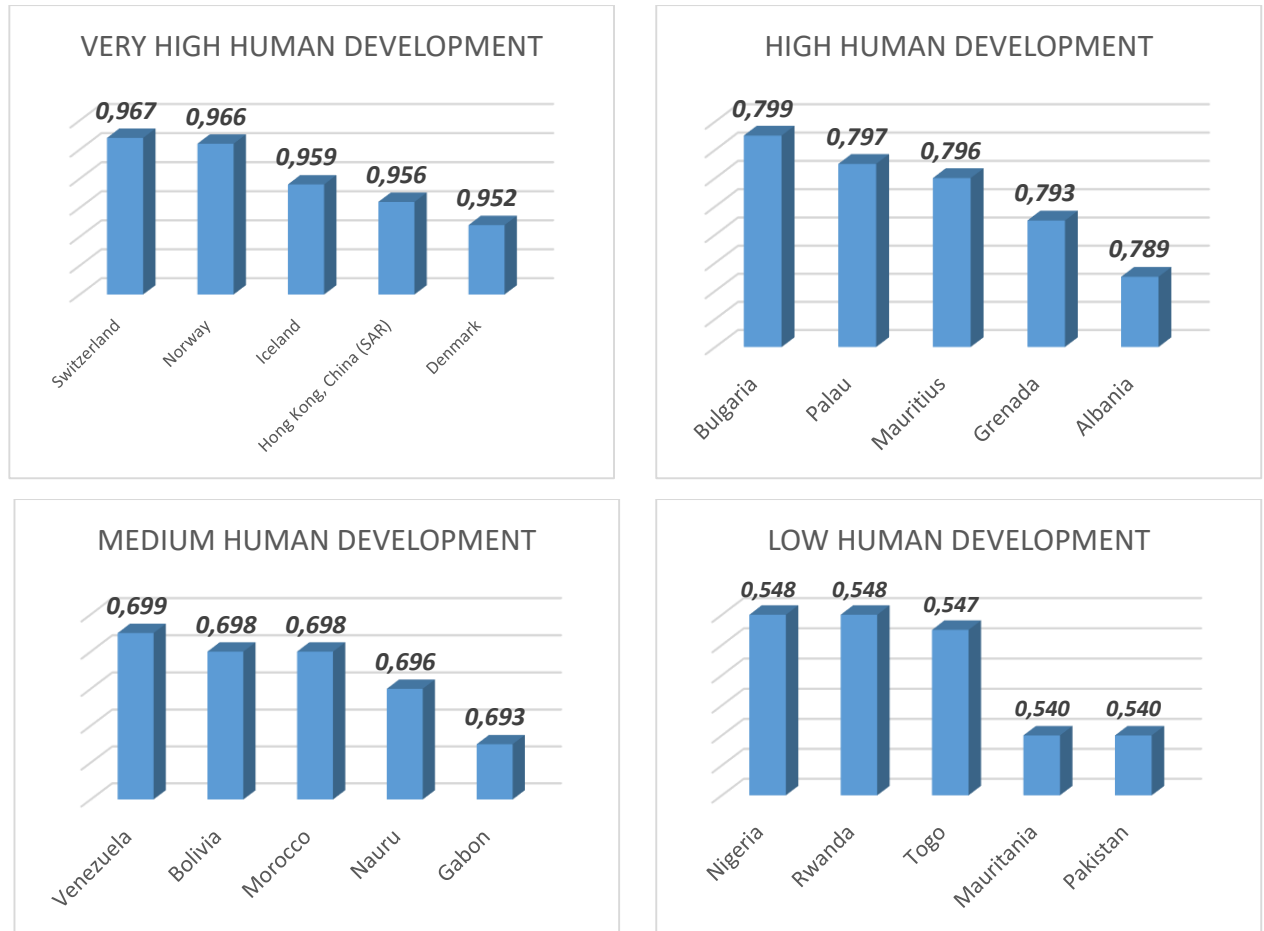 VERY HIGH HUMAN DEVELOPMENT
0,967
0,966
0,959
0,956
0,952
Switzerland
Norway
Iceland
Hong Kong, China (SAR)
Denmark
HIGH HUMAN DEVELOPMENT
0,799
0,797
0,796
0,793
0,789
Bulgaria
Palau
Mauritius
Grenada
Albania
MEDIUM HUMAN DEVELOPMENT
0,699
0,698
0,698
0,696
0,693
Venezuela
Bolivia
Morocco
Nauru
Gabon
LOW HUMAN DEVELOPMENT
0,548
0,548
0,547
0,540
0,540
Nigeria
Rwanda
Togo
Mauritania
Pakistan